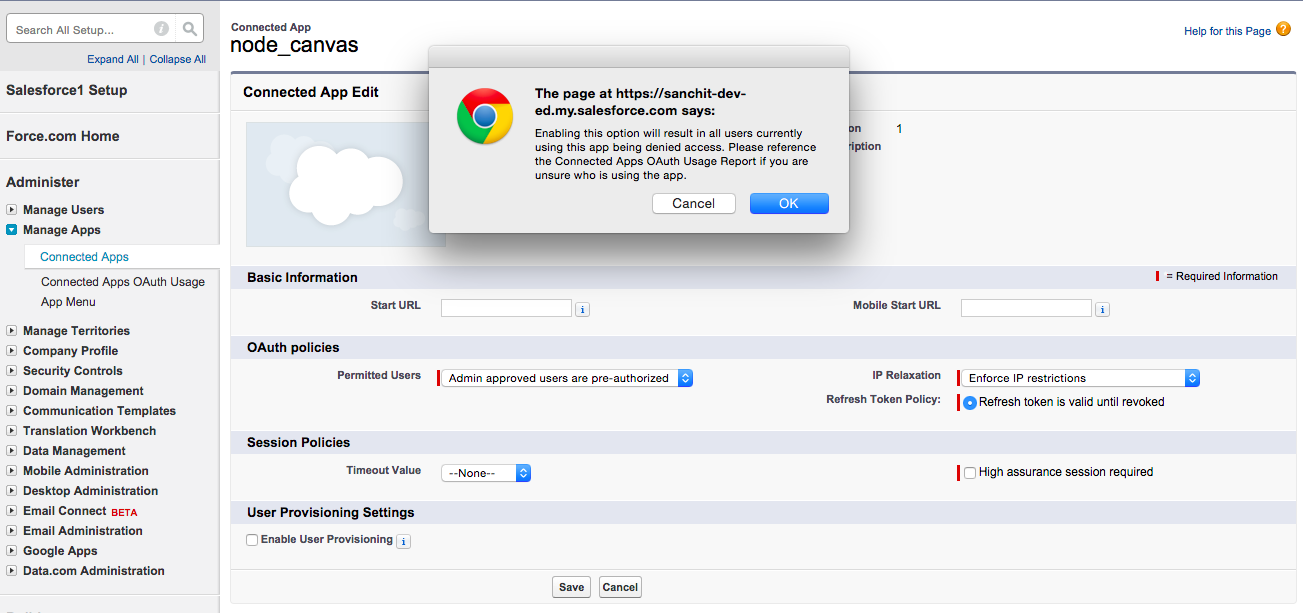 Search All Setup...
Expand All | Collapse All
Salesforce1 Setup
Force.com Home
Administer
Manage Users
Manage Apps
Connected Apps
Connected Apps OAuth Usage
App Menu
Manage Territories
Company Profile
Security Controls
Domain Management
Communication Templates
Translation Workbench
Data Management
Mobile Administration
Desktop Administration
Email Connect BETA
Email Administration
Google Apps
Data.com Administration
Connected App
node_canvas
Help for this Page ?
Connected App Edit
on 1
ription
The page at https://sanchit-dev-
ed.my.salesforce.com says:
Enabling this option will result in all users currently
using this app being denied access. Please reference
the Connected Apps OAuth Usage Report if you are
unsure who is using the app.
Cancel OK
Basic Information
= Required Information
Start URL i
Mobile Start URL i
OAuth policies
Permitted Users Admin approved users are pre-authorized
IP Relaxation Enforce IP restrictions
Refresh Token Policy: Refresh token is valid until revoked
Session Policies
Timeout Value --None--
High assurance session required
User Provisioning Settings
Enable User Provisioning i
Save Cancel